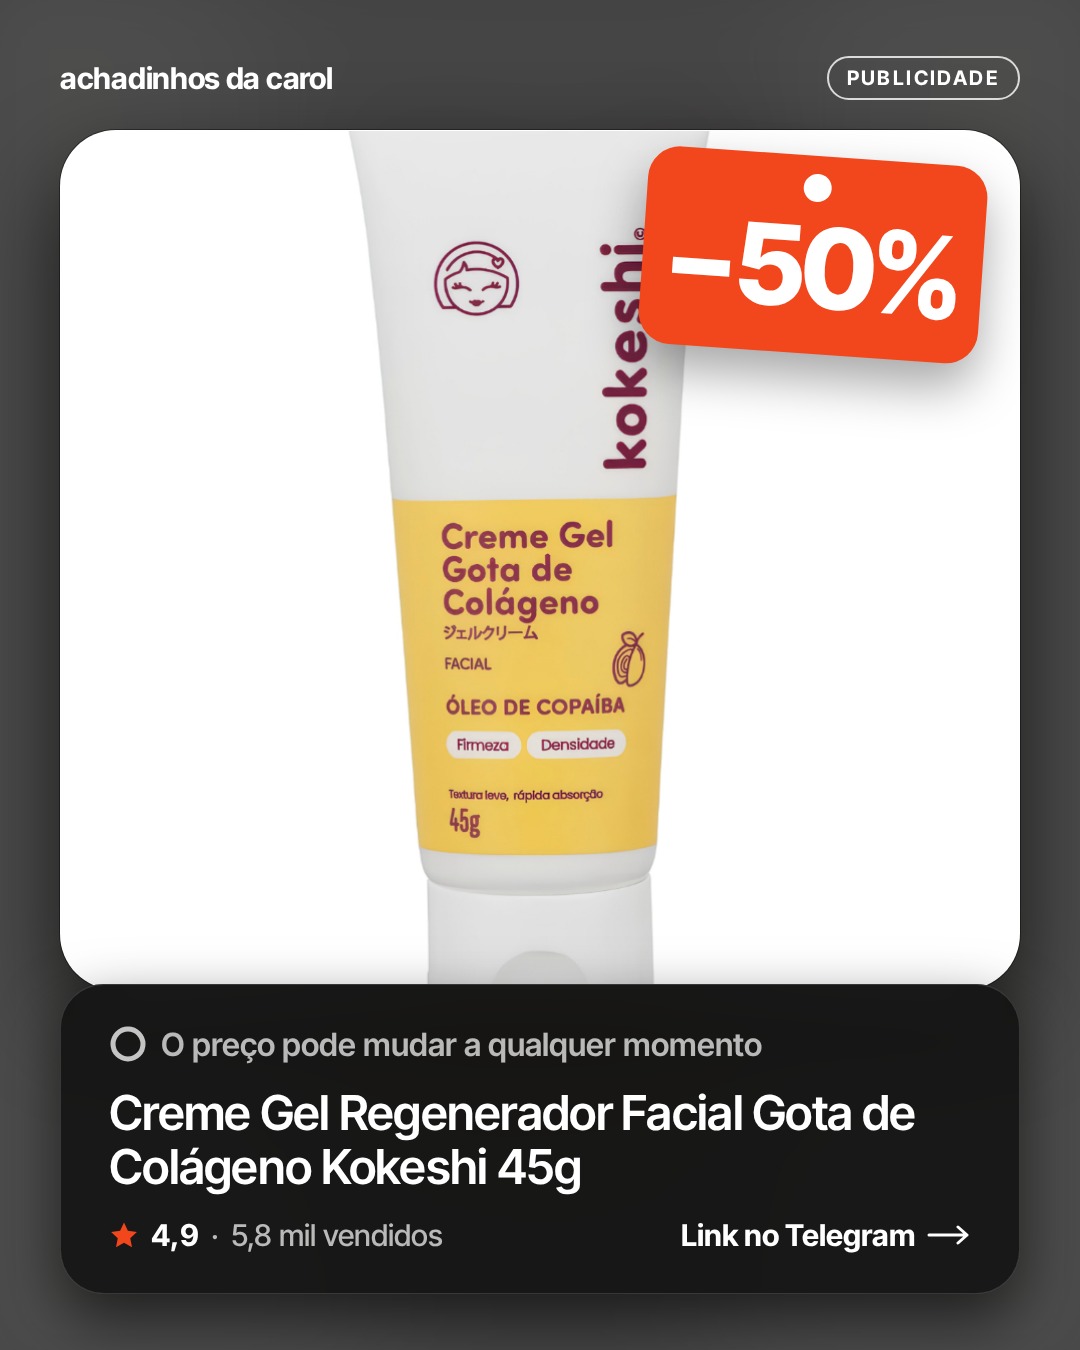 achadinhos da carol
PUBLICIDADE
-50%
kokeshi
Creme Gel
Gota de
Colágeno
ジェルクリーム
FACIAL
ÓLEO DE COPAÍBA
Firmeza Densidade
Textura leve, rápida absorção
45g
O preço pode mudar a qualquer momento
Creme Gel Regenerador Facial Gota de
Colágeno Kokeshi 45g
4,9 · 5,8 mil vendidos
Link no Telegram →